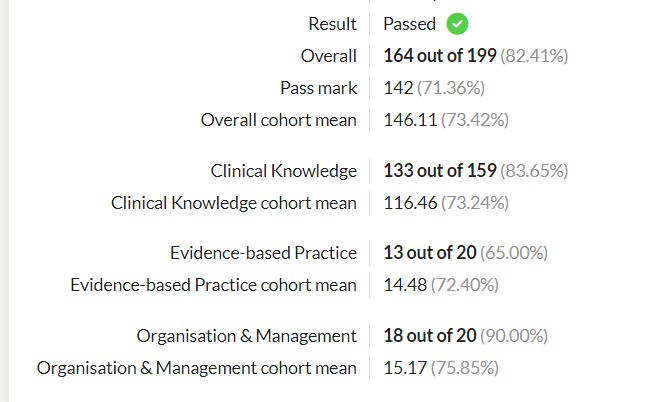 Result Passed
Overall 164 out of 199 (82.41%)
Pass mark 142 (71.36%)
Overall cohort mean 146.11 (73.42%)
Clinical Knowledge 133 out of 159 (83.65%)
Clinical Knowledge cohort mean 116.46 (73.24%)
Evidence-based Practice 13 out of 20 (65.00%)
Evidence-based Practice cohort mean 14.48 (72.40%)
Organisation & Management 18 out of 20 (90.00%)
Organisation & Management cohort mean 15.17 (75.85%)